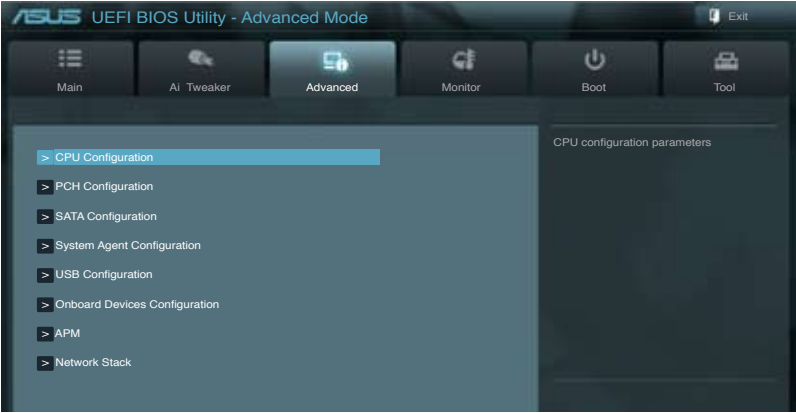 ASUS UEFI BIOS Utility - Advanced Mode
Exit
Main
Ai Tweaker
Advanced
Monitor
Boot
Tool
> CPU Configuration
> PCH Configuration
> SATA Configuration
> System Agent Configuration
> USB Configuration
> Onboard Devices Configuration
> APM
> Network Stack
CPU configuration parameters